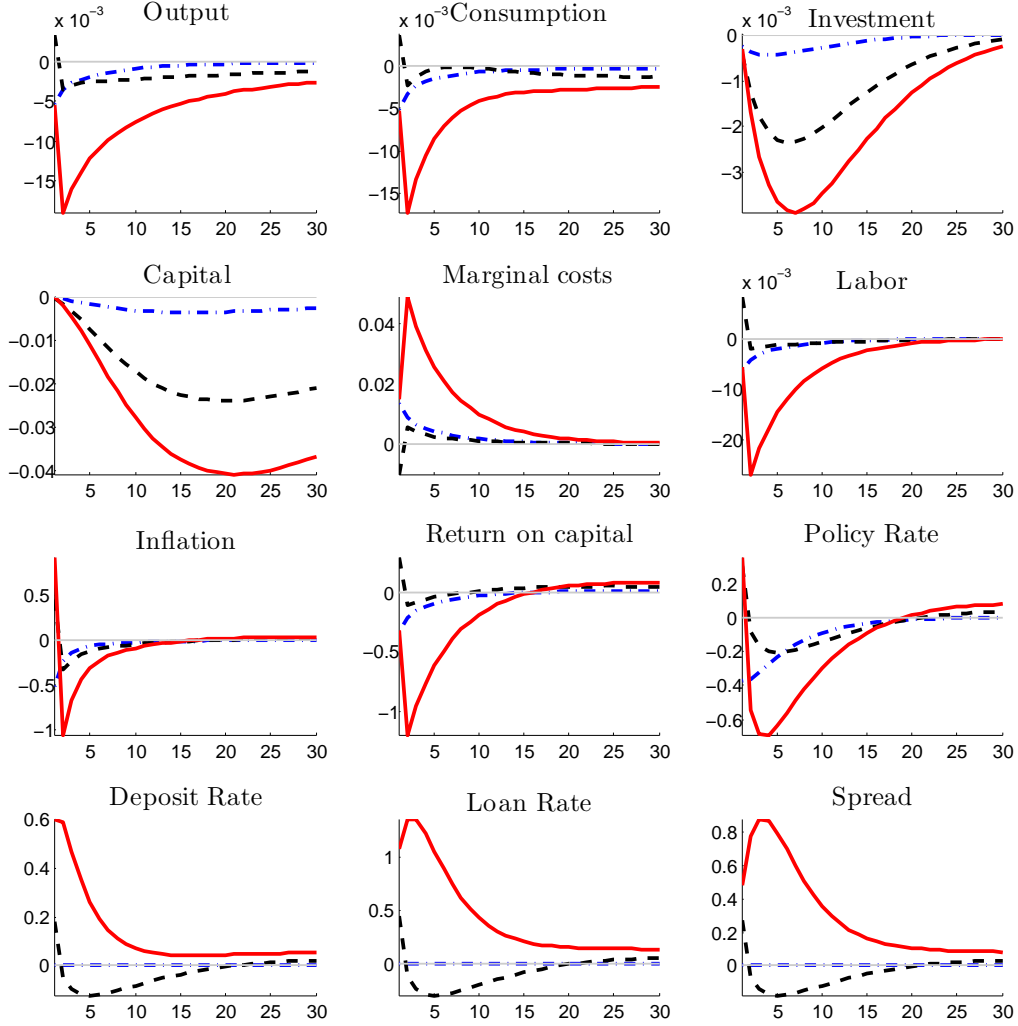 Output
x 10⁻³
0
−5
−10
−15
5 10 15 20 25 30
Consumption
x 10⁻³
0
−5
−10
−15
5 10 15 20 25 30
Investment
x 10⁻³
0
−1
−2
−3
5 10 15 20 25 30
Capital
0
−0.01
−0.02
−0.03
−0.04
5 10 15 20 25 30
Marginal costs
0.04
0.02
0
5 10 15 20 25 30
Labor
x 10⁻³
0
−10
−20
5 10 15 20 25 30
Inflation
0.5
0
−0.5
−1
5 10 15 20 25 30
Return on capital
0
−0.5
−1
5 10 15 20 25 30
Policy Rate
0.2
0
−0.2
−0.4
−0.6
5 10 15 20 25 30
Deposit Rate
0.6
0.4
0.2
0
5 10 15 20 25 30
Loan Rate
1
0.5
0
5 10 15 20 25 30
Spread
0.8
0.6
0.4
0.2
0
5 10 15 20 25 30